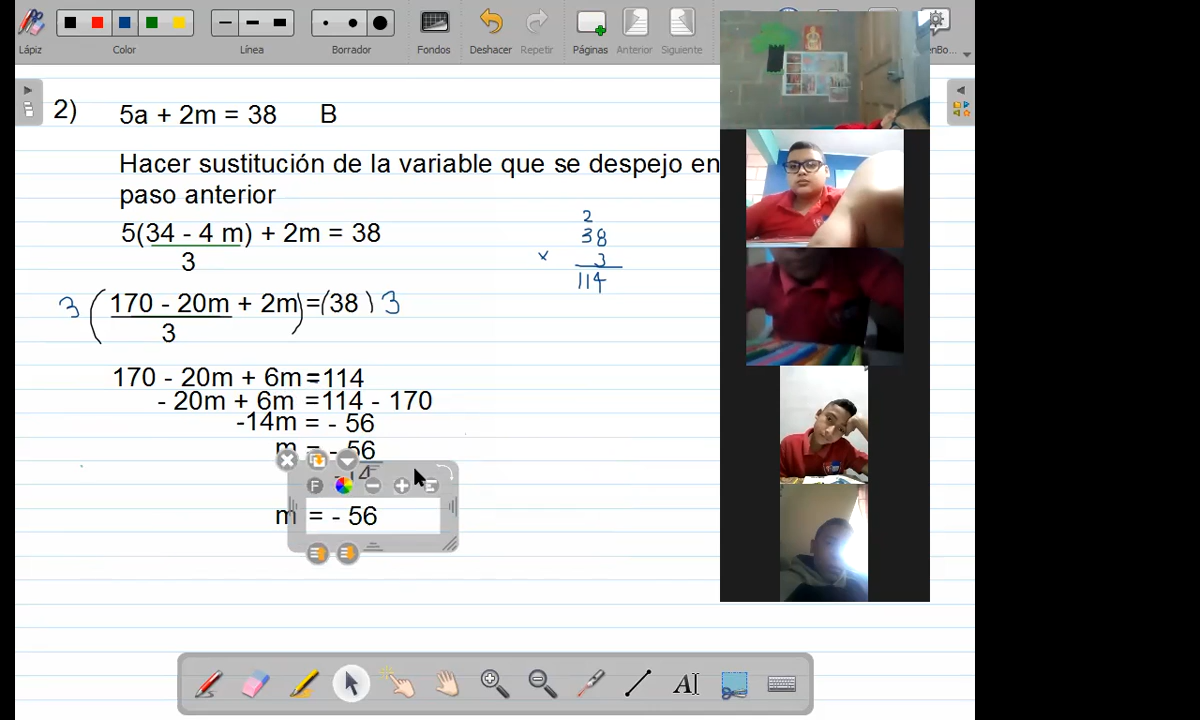 Lápiz Color Línea Borrador Fondos Deshacer Repetir Páginas Anterior Siguiente
2) 5a + 2m = 38 B
Hacer sustitución de la variable que se despejo en
paso anterior
5(34 - 4 m) + 2m = 38
3
2
38
x 3
114
3 ( 170 - 20m + 2m ) = ( 38 ) 3
3
170 - 20m + 6m = 114
- 20m + 6m = 114 - 170
-14m = - 56
m = - 56
F
m = - 56